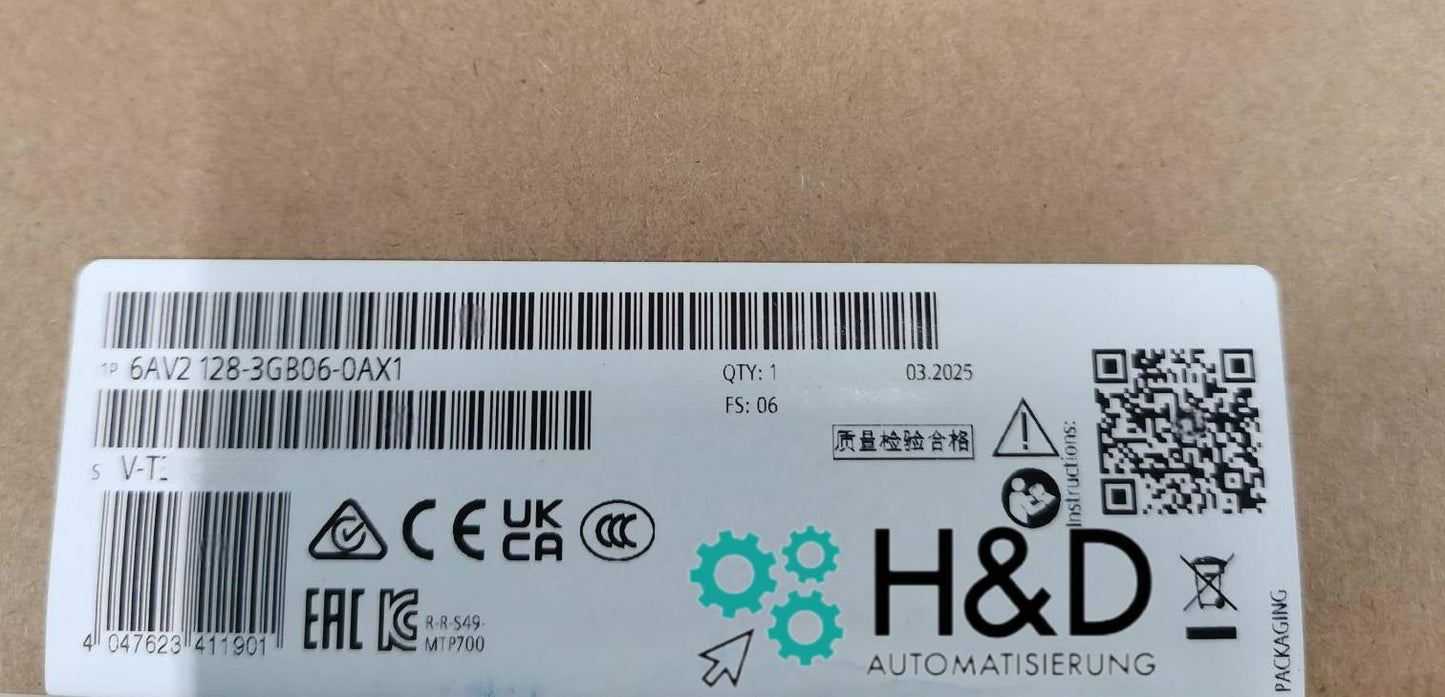 1P 6AV2 128-3GB06-0AX1
QTY: 1
03.2025
FS: 06
质量检验合格
Instructions:
S V-T
UK
CA
CCC
EAC
R-R-S49-
MTP700
4 047623 411901
H&D
AUTOMATISIERUNG
PACKAGING